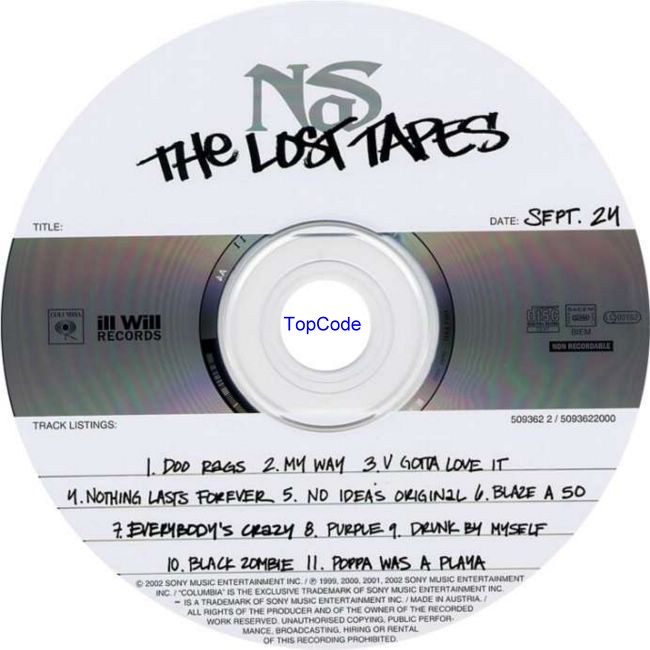 NaS
THE LOST TAPES
TITLE:
DATE: SEPT. 24
COLUMBIA
ill Will
RECORDS
TopCode
SACEM
BIEM
NON RECORDABLE
TRACK LISTINGS:
509362 2 / 5093622000
1. DOO RAGS 2. MY WAY 3. U GOTTA LOVE IT
4. NOTHING LASTS FOREVER 5. NO IDEA'S ORIGINAL 6. BLAZE A 50
7. EVERYBODY'S CRAZY 8. PURPLE 9. DRUNK BY MYSELF
10. BLACK ZOMBIE 11. POPPA WAS A PLAYA
© 2002 SONY MUSIC ENTERTAINMENT INC. / ℗ 1999, 2000, 2001, 2002 SONY MUSIC ENTERTAINMENT
INC. / "COLUMBIA" IS THE EXCLUSIVE TRADEMARK OF SONY MUSIC ENTERTAINMENT INC.
– IS A TRADEMARK OF SONY MUSIC ENTERTAINMENT INC. / MADE IN AUSTRIA. /
ALL RIGHTS OF THE PRODUCER AND OF THE OWNER OF THE RECORDED
WORK RESERVED. UNAUTHORISED COPYING, PUBLIC PERFOR-
MANCE, BROADCASTING, HIRING OR RENTAL
OF THIS RECORDING PROHIBITED.